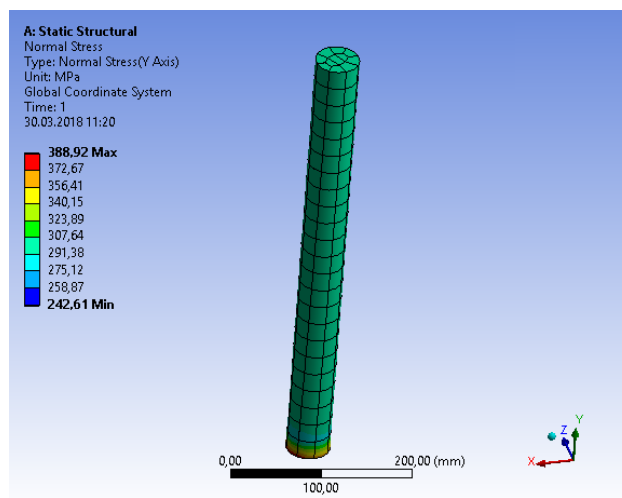 A: Static Structural
Normal Stress
Type: Normal Stress(Y Axis)
Unit: MPa
Global Coordinate System
Time: 1
30.03.2018 11:20
388,92 Max
372,67
356,41
340,15
323,89
307,64
291,38
275,12
258,87
242,61 Min
0,00
200,00 (mm)
100,00
Y
Z
X